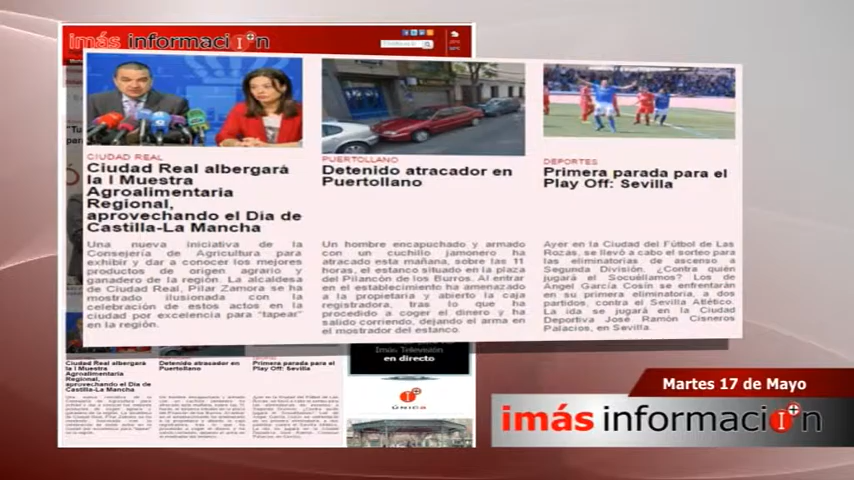 imás información
CIUDAD REAL
Ciudad Real albergará
la I Muestra
Agroalimentaria
Regional,
aprovechando el Día de
Castilla-La Mancha
Una nueva iniciativa de la
Consejería de Agricultura para
exhibir y dar a conocer los mejores
productos de origen agrario y
ganadero de la región. La alcaldesa
de Ciudad Real, Pilar Zamora se ha
mostrado ilusionada con la
celebración de estos actos en la
ciudad por excelencia para "tapear"
en la región.
PUERTOLLANO
Detenido atracador en
Puertollano
Un hombre encapuchado y armado
con un cuchillo jamonero ha
atracado esta mañana, sobre las 11
horas, el estanco situado en la plaza
del Pilancón de los Burros. Al entrar
en el establecimiento ha amenazado
a la propietaria y abierto la caja
registradora, tras lo que ha
procedido a coger el dinero y ha
salido corriendo, dejando el arma en
el mostrador del estanco.
DEPORTES
Primera parada para el
Play Off: Sevilla
Ayer en la Ciudad del Fútbol de Las
Rozas, se llevó a cabo el sorteo para
las eliminatorias de ascenso a
Segunda División. ¿Contra quién
jugará el Socuéllamos? Los de
Ángel García Cosín se enfrentarán
en su primera eliminatoria, a dos
partidos, contra el Sevilla Atlético.
La ida se jugará en la Ciudad
Deportiva José Ramón Cisneros
Palacios, en Sevilla.
Ciudad Real albergará
la I Muestra
Agroalimentaria
Regional,
aprovechando el Día de
Castilla-La Mancha
Detenido atracador en
Puertollano
Primera parada para el
Play Off: Sevilla
Imás Televisión
en directo
ÚNICA
Martes 17 de Mayo
imás información